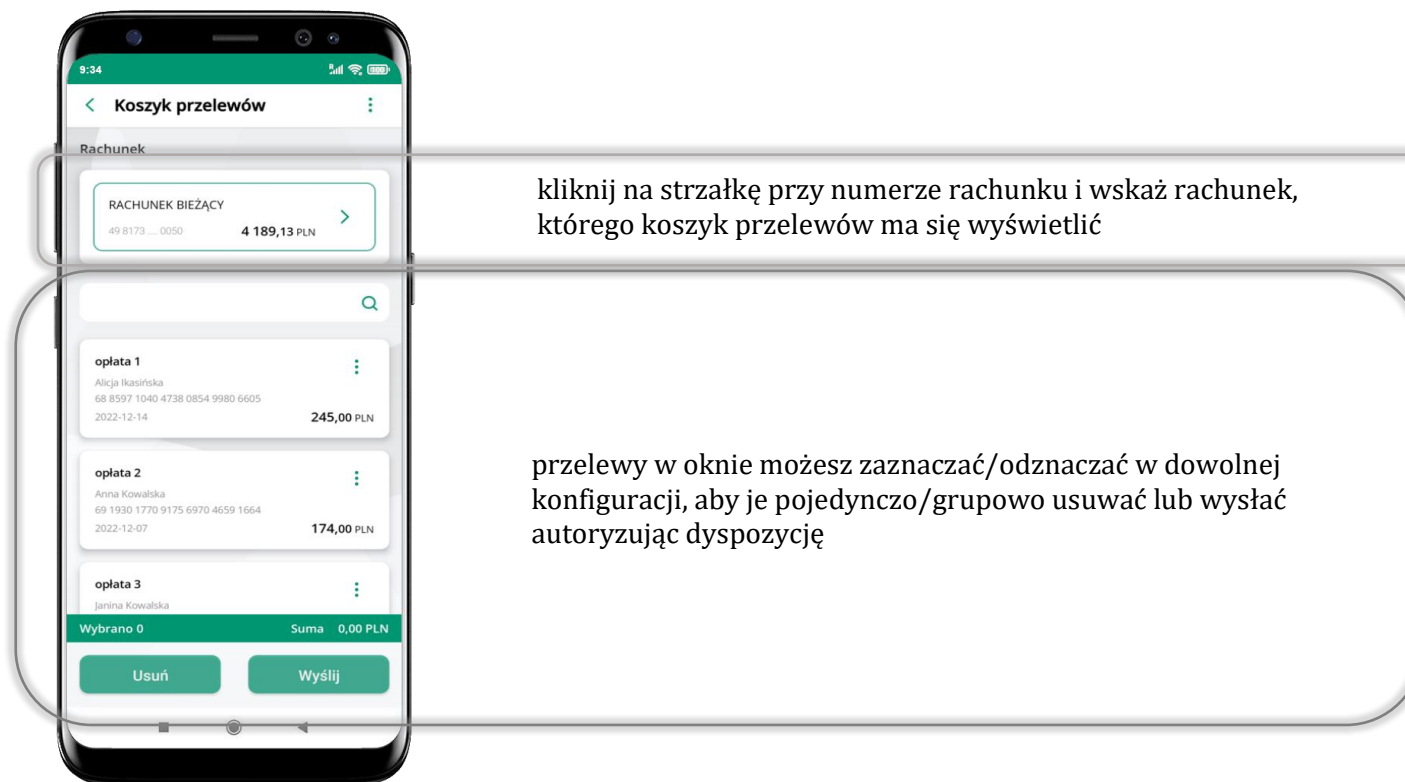 9:34
Koszyk przelewów
Rachunek
RACHUNEK BIEŻĄCY
49 8173 .... 0050 4 189,13 PLN
opłata 1
Alicja Ikasińska
68 8597 1040 4738 0854 9980 6605
2022-12-14 245,00 PLN
opłata 2
Anna Kowalska
69 1930 1770 9175 6970 4659 1664
2022-12-07 174,00 PLN
opłata 3
Janina Kowalska
Wybrano 0 Suma 0,00 PLN
Usuń Wyślij
kliknij na strzałkę przy numerze rachunku i wskaż rachunek,
którego koszyk przelewów ma się wyświetlić
przelewy w oknie możesz zaznaczać/odznaczać w dowolnej
konfiguracji, aby je pojedynczo/grupowo usuwać lub wysłać
autoryzując dyspozycję